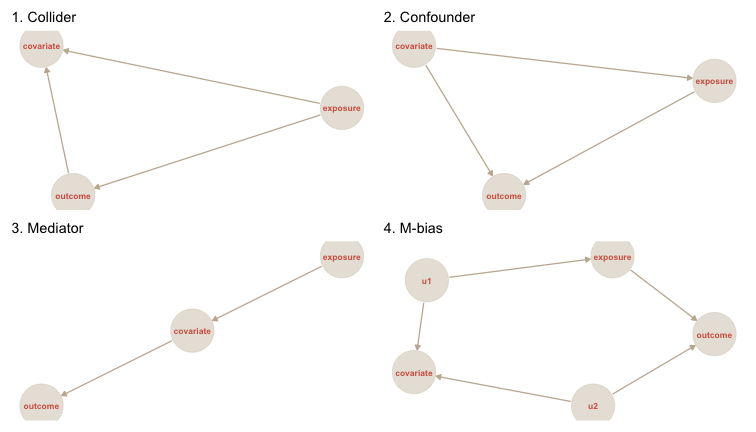 1. Collider
covariate
exposure
outcome
2. Confounder
covariate
exposure
outcome
3. Mediator
exposure
covariate
outcome
4. M-bias
exposure
u1
outcome
covariate
u2